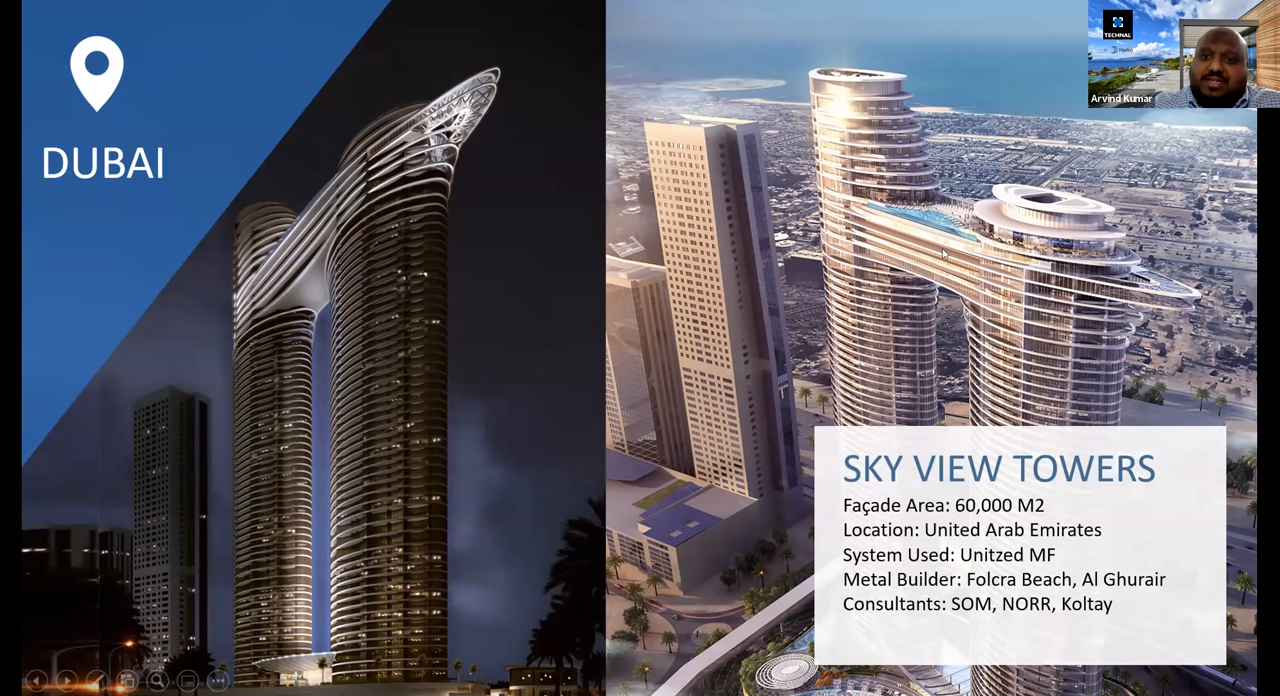 DUBAI
TECHNAL
Hydro
Arvind Kumar
SKY VIEW TOWERS
Façade Area: 60,000 M2
Location: United Arab Emirates
System Used: Unitzed MF
Metal Builder: Folcra Beach, Al Ghurair
Consultants: SOM, NORR, Koltay